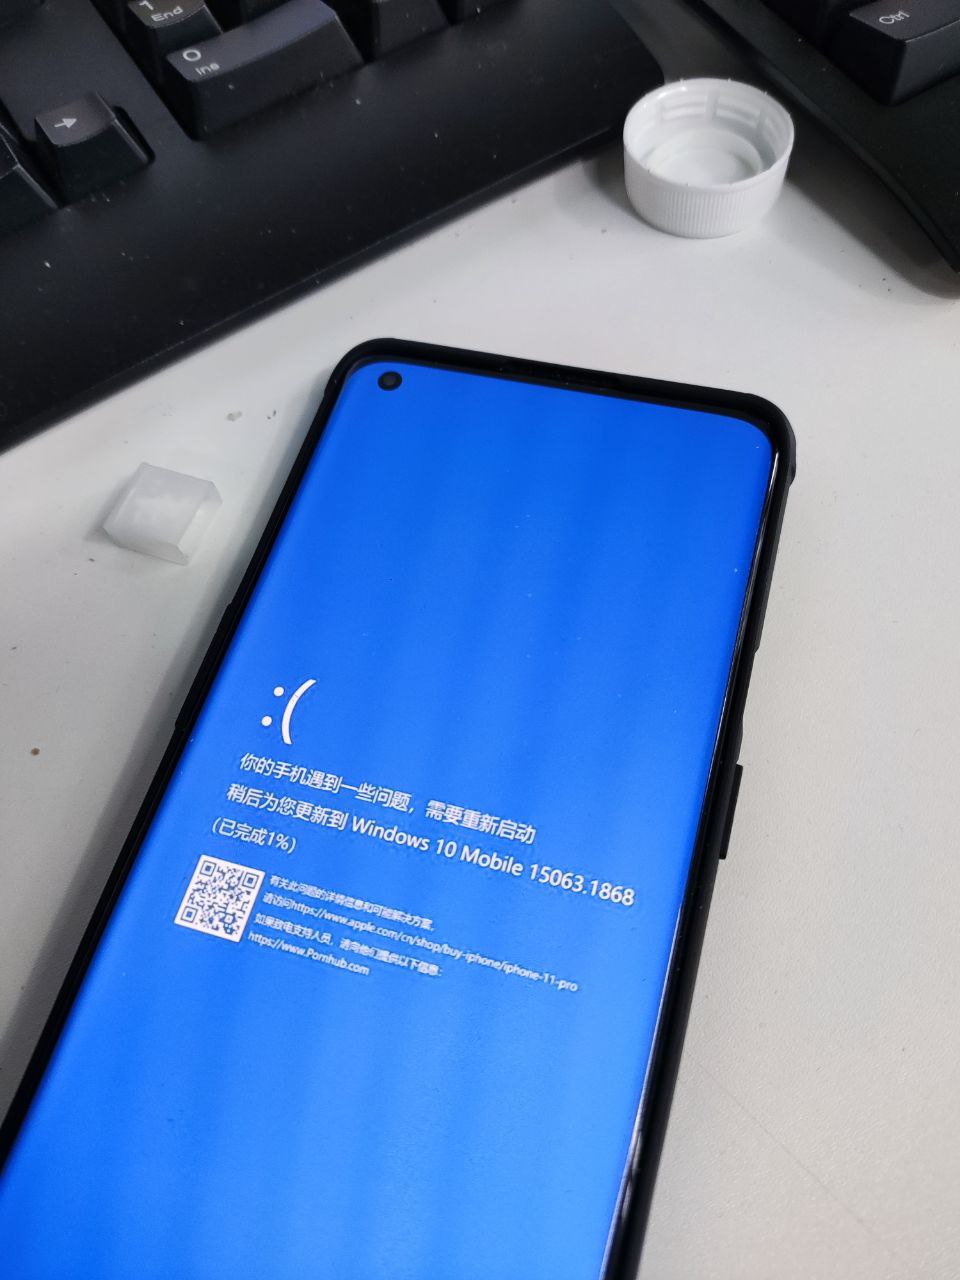 1
End
0
Ins
→
Ctrl
:(
你的手机遇到一些问题，需要重新启动
稍后为您更新到 Windows 10 Mobile 15063.1868
(已完成1%)
有关此问题的详情信息和可能解决方案，
请访问https://www.apple.com/cn/shop/buy-iphone/iphone-11-pro
如果致电支持人员，请向他们提供以下信息：
https://www.Pornhub.com